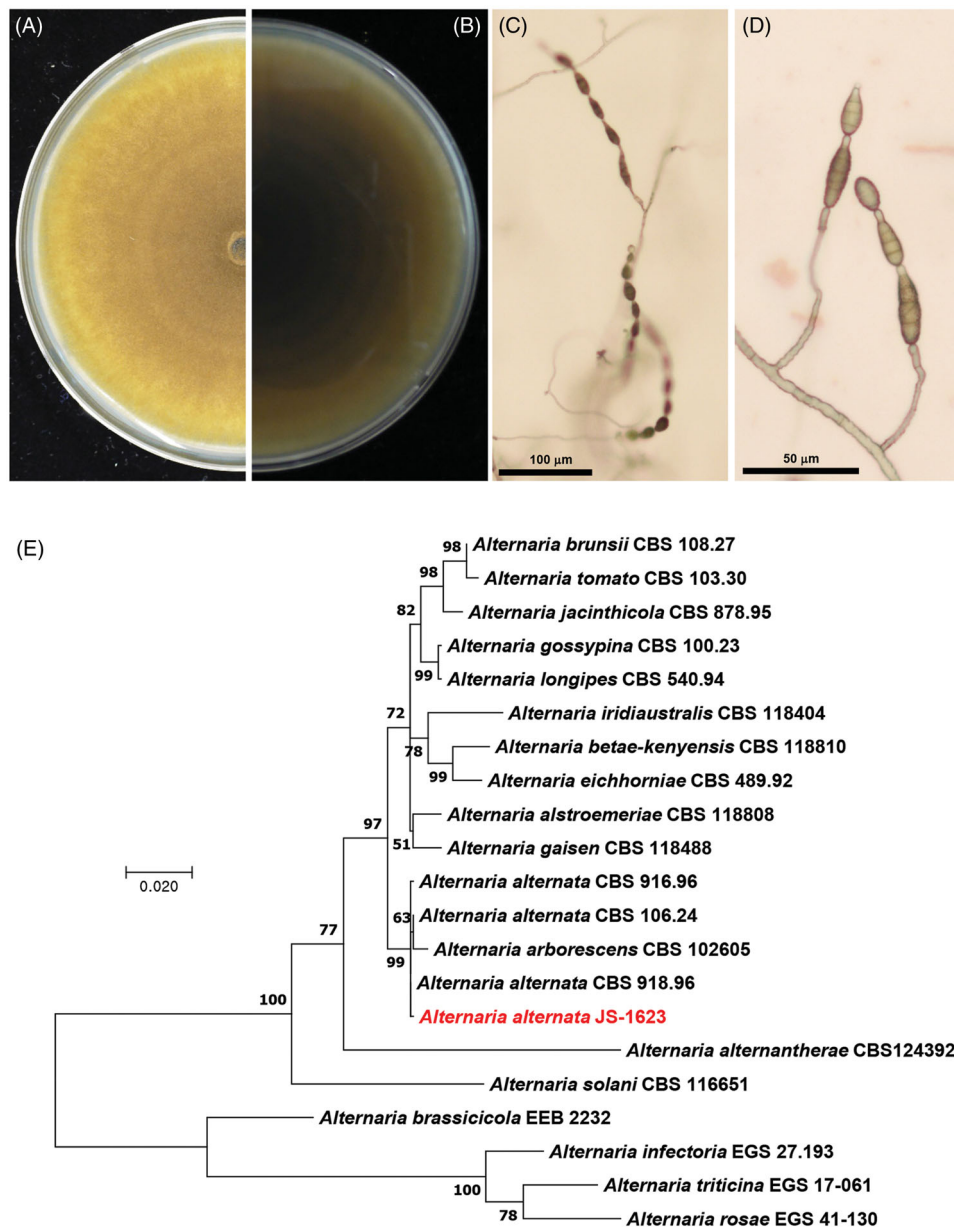 (A)
(B)
(C)
(D)
100 µm
50 µm
(E)
98
Alternaria brunsii CBS 108.27
98
Alternaria tomato CBS 103.30
82
Alternaria jacinthicola CBS 878.95
Alternaria gossypina CBS 100.23
99
Alternaria longipes CBS 540.94
72
Alternaria iridiaustralis CBS 118404
78
Alternaria betae-kenyensis CBS 118810
99
Alternaria eichhorniae CBS 489.92
97
Alternaria alstroemeriae CBS 118808
51
Alternaria gaisen CBS 118488
0.020
Alternaria alternata CBS 916.96
63
Alternaria alternata CBS 106.24
77
Alternaria arborescens CBS 102605
99
Alternaria alternata CBS 918.96
100
Alternaria alternata JS-1623
Alternaria alternantherae CBS124392
Alternaria solani CBS 116651
Alternaria brassicicola EEB 2232
Alternaria infectoria EGS 27.193
100
Alternaria triticina EGS 17-061
78
Alternaria rosae EGS 41-130